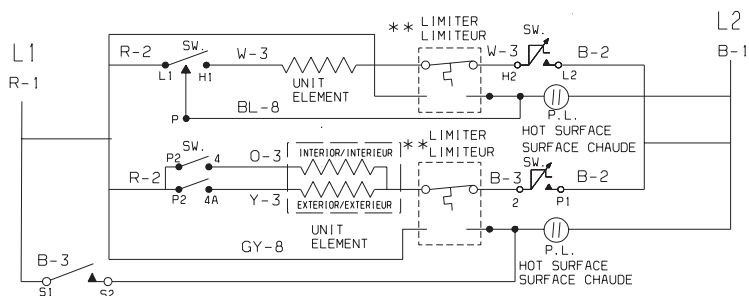 L1
R-1
R-2
SW.
L1
H1
W-3
UNIT
ELEMENT
P
BL-8
** LIMITER
LIMITEUR
W-3
SW.
H2
L2
B-2
L2
B-1
P.L.
HOT SURFACE
SURFACE CHAUDE
R-2
SW.
P2
4
P2
4A
O-3
Y-3
INTERIOR/INTERIEUR
EXTERIOR/EXTERIEUR
UNIT
ELEMENT
GY-8
** LIMITER
LIMITEUR
B-3
SW.
2
P1
B-2
P.L.
HOT SURFACE
SURFACE CHAUDE
B-3
S1
S2